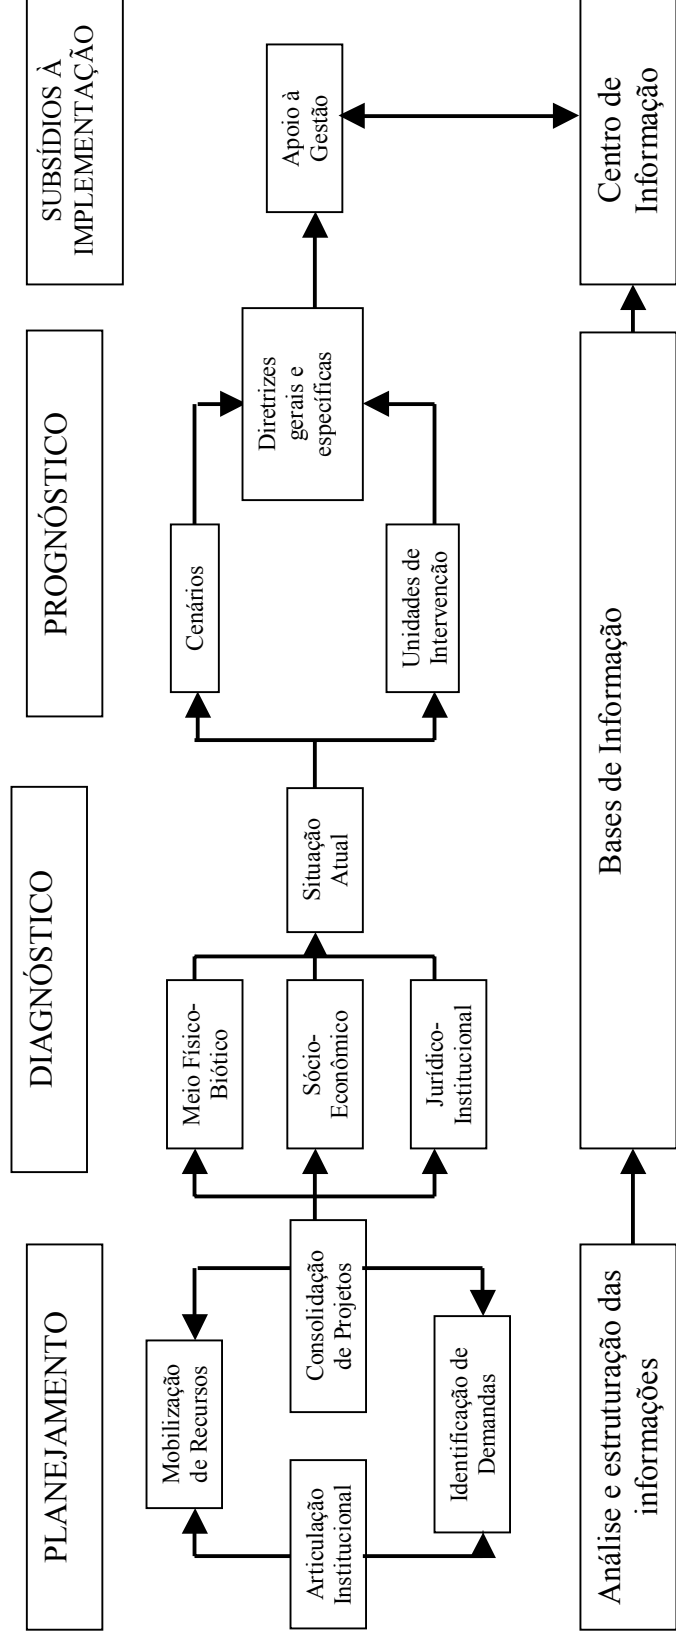 PLANEJAMENTO
DIAGNÓSTICO
PROGNÓSTICO
SUBSÍDIOS À
IMPLEMENTAÇÃO
Articulação
Institucional
Mobilização
de Recursos
Identificação de
Demandas
Consolidação
de Projetos
Meio Físico-
Biótico
Sócio-
Econômico
Jurídico-
Institucional
Situação
Atual
Cenários
Unidades de
Intervenção
Diretrizes
gerais e
específicas
Apoio à
Gestão
Análise e estruturação das
informações
Bases de Informação
Centro de
Informação